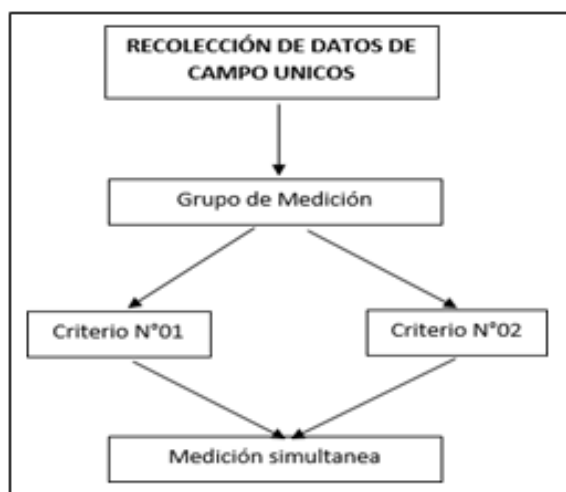 RECOLECCIÓN DE DATOS DE
CAMPO UNICOS
Grupo de Medición
Criterio N°01
Criterio N°02
Medición simultanea